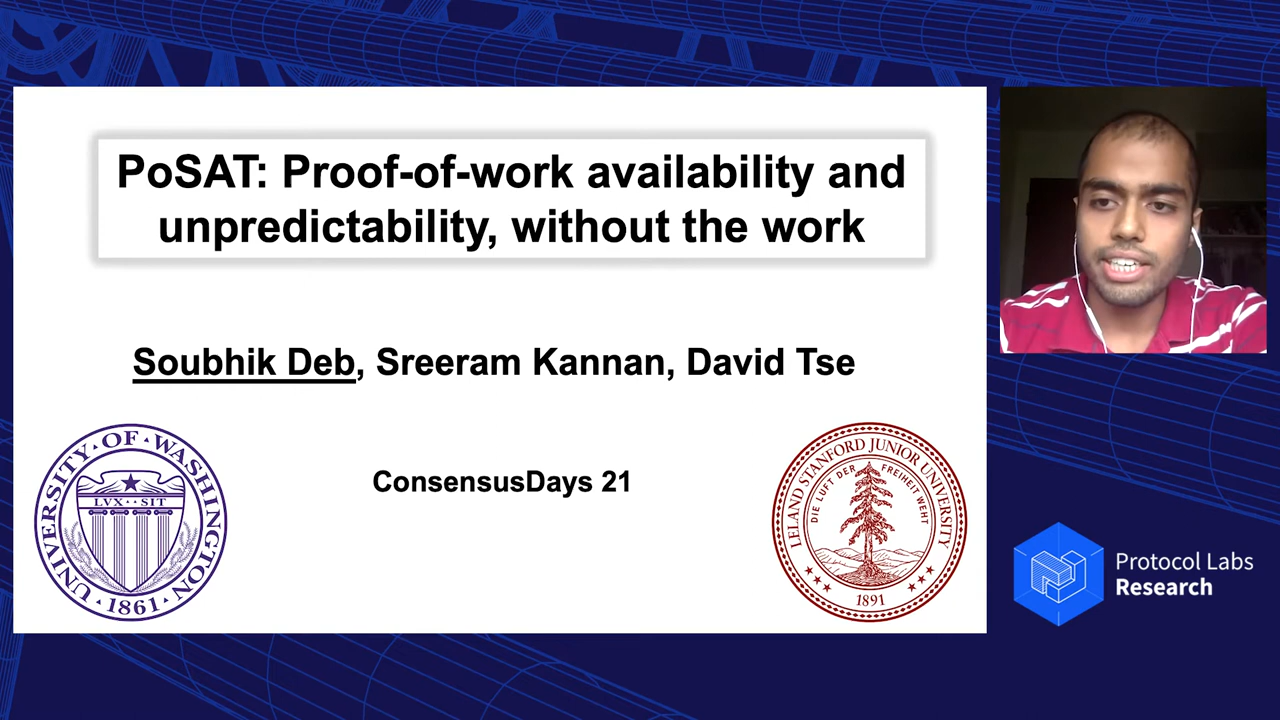 PoSAT: Proof-of-work availability and
unpredictability, without the work
Soubhik Deb, Sreeram Kannan, David Tse
ConsensusDays 21
UNIVERSITY·OF·WASHINGTON
LVX··SIT
·1861·
LELAND STANFORD JUNIOR UNIVERSITY
DIE LUFT DER FREIHEIT WEHT
1891
Protocol Labs
Research